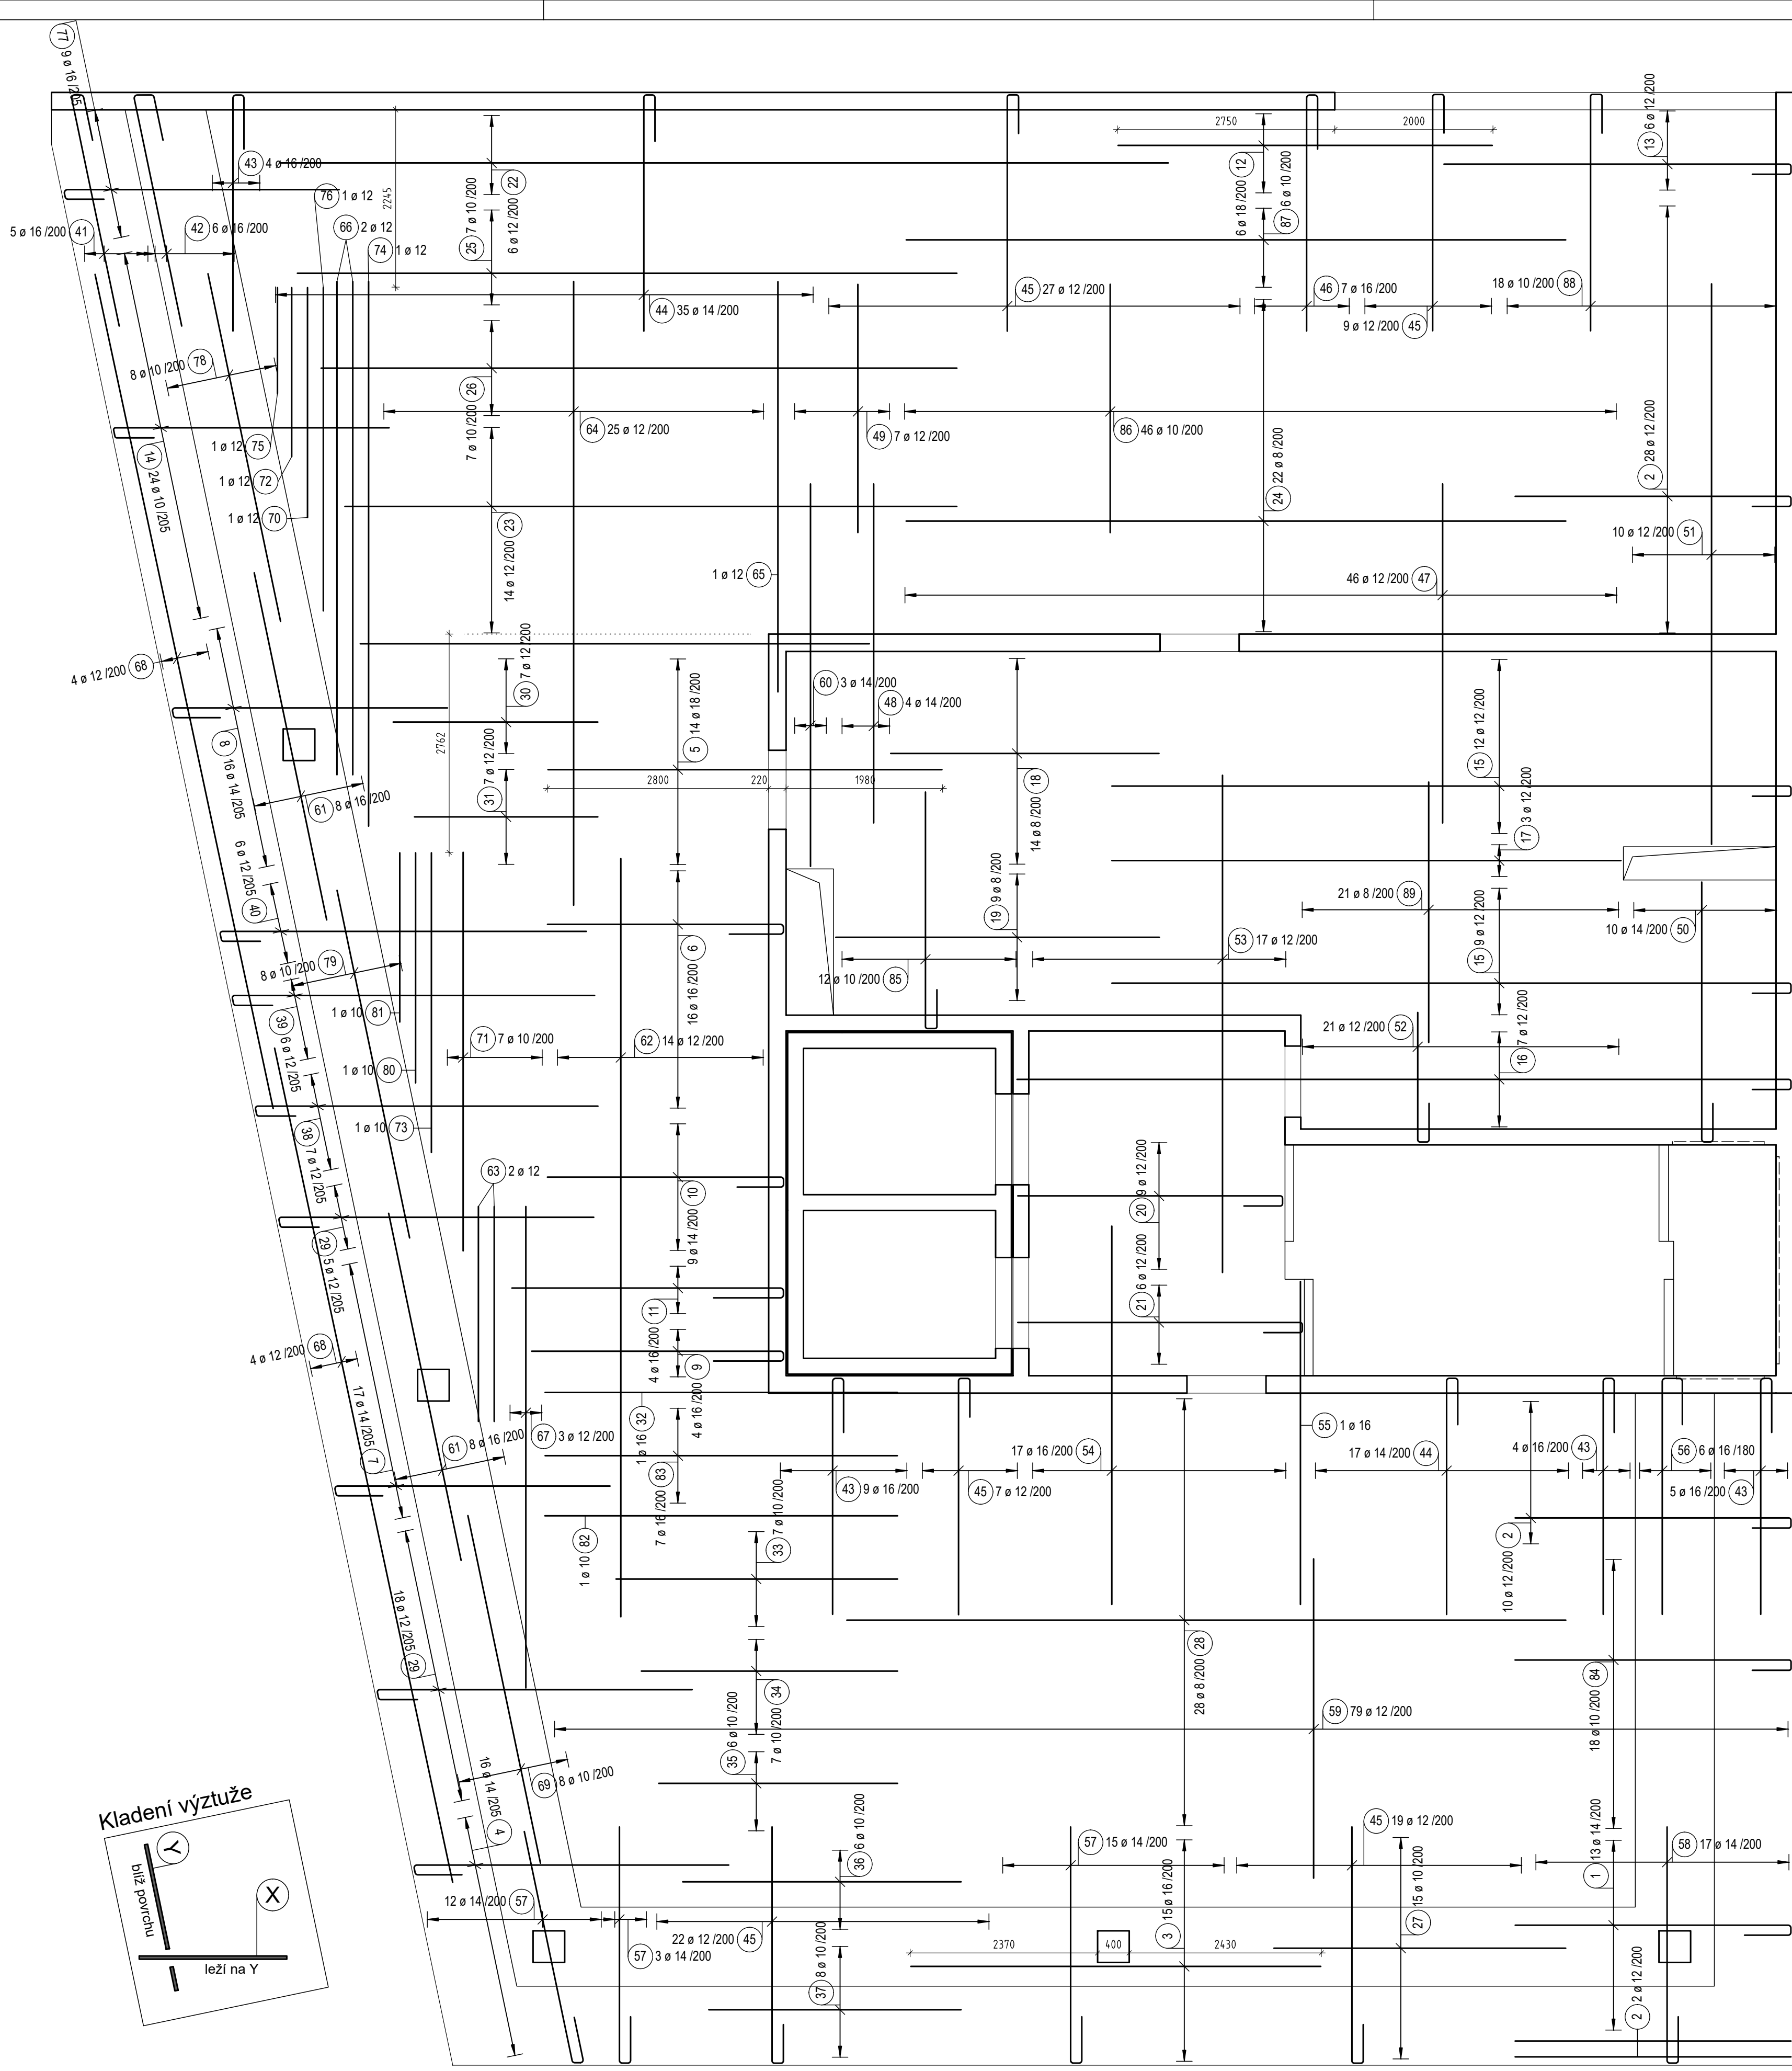 77 9 ø 16 /205
43 4 ø 16 /200
22 6 ø 12 /200
25 7 ø 10 /200
2245
2750
2000
12 6 ø 18 /200
87 6 ø 10 /200
13 6 ø 12 /200
76 1 ø 12
66 2 ø 12
74 1 ø 12
5 ø 16 /200 41
42 6 ø 16 /200
44 35 ø 14 /200
45 27 ø 12 /200
46 7 ø 16 /200
9 ø 12 /200 45
18 ø 10 /200 88
8 ø 10 /200 78
26 7 ø 10 /200
64 25 ø 12 /200
49 7 ø 12 /200
86 46 ø 10 /200
24 22 ø 8 /200
2 28 ø 12 /200
14 24 ø 10 /205
1 ø 12 75
1 ø 12 72
1 ø 12 70
14 ø 12 /200 23
1 ø 12 65
10 ø 12 /200 51
46 ø 12 /200 47
4 ø 12 /200 68
30 7 ø 12 /200
2762
5 14 ø 18 /200
60 3 ø 14 /200
48 4 ø 14 /200
15 12 ø 12 /200
8 16 ø 14 /205
31 7 ø 12 /200
2800
220
1980
14 ø 8 /200 18
61 8 ø 16 /200
17 3 ø 12 /200
6 ø 12 /205 40
19 9 ø 8 /200
21 ø 8 /200 89
10 ø 14 /200 50
16 ø 16 /200 6
53 17 ø 12 /200
15 9 ø 12 /200
8 ø 10 /200 79
12 ø 10 /200 85
1 ø 10 81
39 6 ø 12 /205
71 7 ø 10 /200
62 14 ø 12 /200
21 ø 12 /200 52
16 7 ø 12 /200
1 ø 10 80
1 ø 10 73
38 7 ø 12 /205
63 2 ø 12
9 ø 14 /200 10
20 9 ø 12 /200
29 5 ø 12 /205
21 6 ø 12 /200
4 ø 16 /200 11
4 ø 12 /200 68
4 ø 16 /200 9
17 ø 14 /205 7
1 ø 16 32
61 8 ø 16 /200
67 3 ø 12 /200
55 1 ø 16
17 ø 16 /200 54
17 ø 14 /200 44
4 ø 16 /200 43
56 6 ø 16 /180
7 ø 16 /200 83
43 9 ø 16 /200
45 7 ø 12 /200
5 ø 16 /200 43
1 ø 10 82
33 7 ø 10 /200
10 ø 12 /200 2
18 ø 12 /205 29
28 ø 8 /200 28
7 ø 10 /200 34
18 ø 10 /200 84
35 6 ø 10 /200
59 79 ø 12 /200
16 ø 14 /205 4
69 8 ø 10 /200
36 6 ø 10 /200
57 15 ø 14 /200
45 19 ø 12 /200
1 13 ø 14 /200
58 17 ø 14 /200
12 ø 14 /200 57
57 3 ø 14 /200
22 ø 12 /200 45
37 8 ø 10 /200
2370
400
2430
3 15 ø 16 /200
27 15 ø 10 /200
2 2 ø 12 /200
Kladení výztuže
Y
blíž povrchu
X
leží na Y